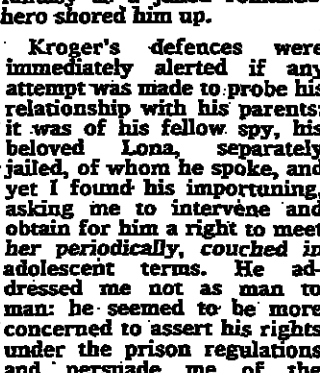 hero shored him up.
Kroger's defences were
immediately alerted if any
attempt was made to probe his
relationship with his parents:
it was of his fellow spy, his
beloved Lona, separately
jailed, of whom he spoke, and
yet I found his importuning,
asking me to intervene and
obtain for him a right to meet
her periodically, couched in
adolescent terms. He ad-
dressed me not as man to
man: he seemed to be more
concerned to assert his rights
under the prison regulations
and persuade me of the